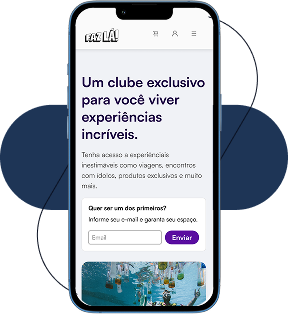 FAZ LÁ!
Um clube exclusivo
para você viver
experiências
incríveis.
Tenha acesso a experiências
inestimáveis como viagens, encontros
com ídolos, produtos exclusivos e muito
mais.
Quer ser um dos primeiros?
Informe seu e-mail e garanta seu espaço.
Email
Enviar